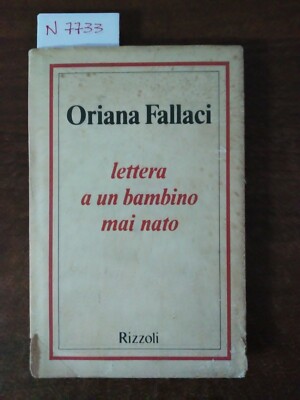 N 7733
Oriana Fallaci
lettera
a un bambino
mai nato
Rizzoli